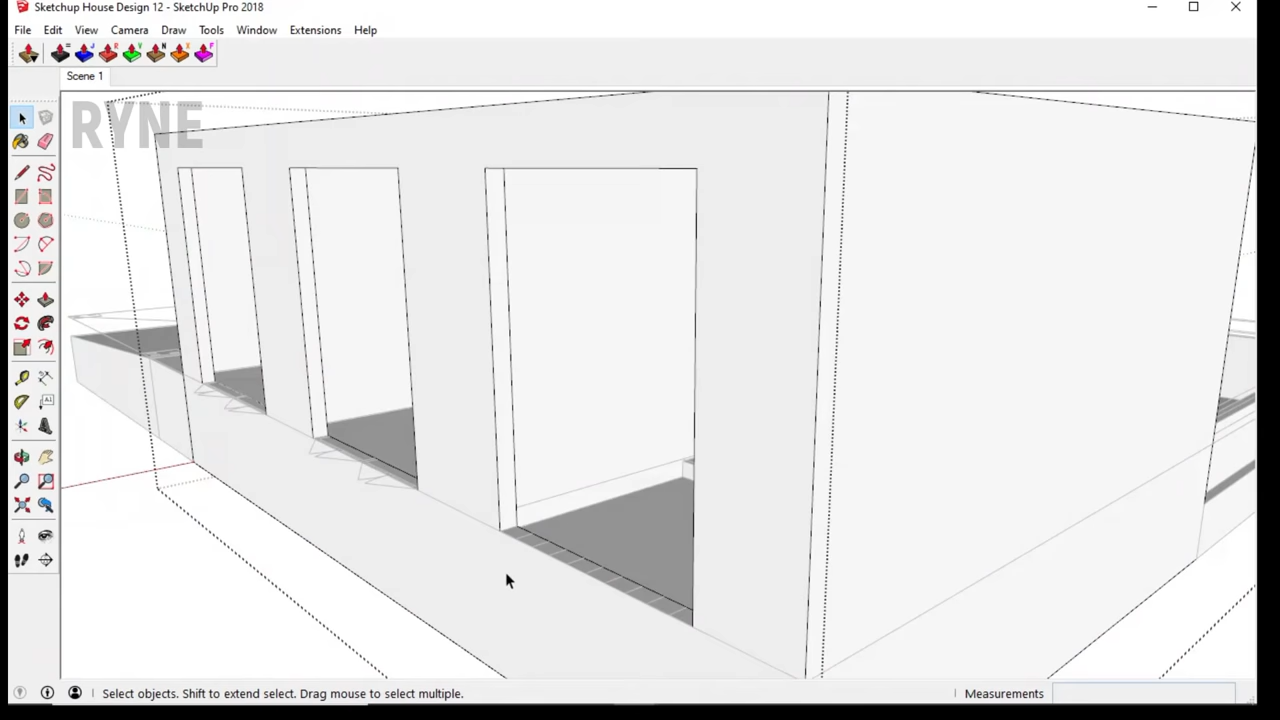 Sketchup House Design 12 - SketchUp Pro 2018
File Edit View Camera Draw Tools Window Extensions Help
= J R V N X F
Scene 1
RYNE
A1
Select objects. Shift to extend select. Drag mouse to select multiple.
Measurements